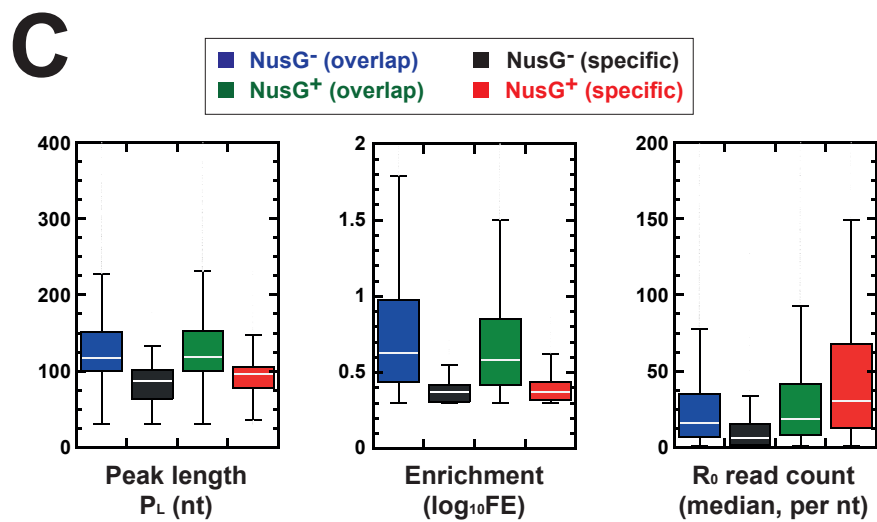 C
NusG- (overlap) NusG- (specific)
NusG+ (overlap) NusG+ (specific)
400
300
200
100
0
Peak length
PL (nt)
2
1.5
1
0.5
0
Enrichment
(log10FE)
200
150
100
50
0
R0 read count
(median, per nt)